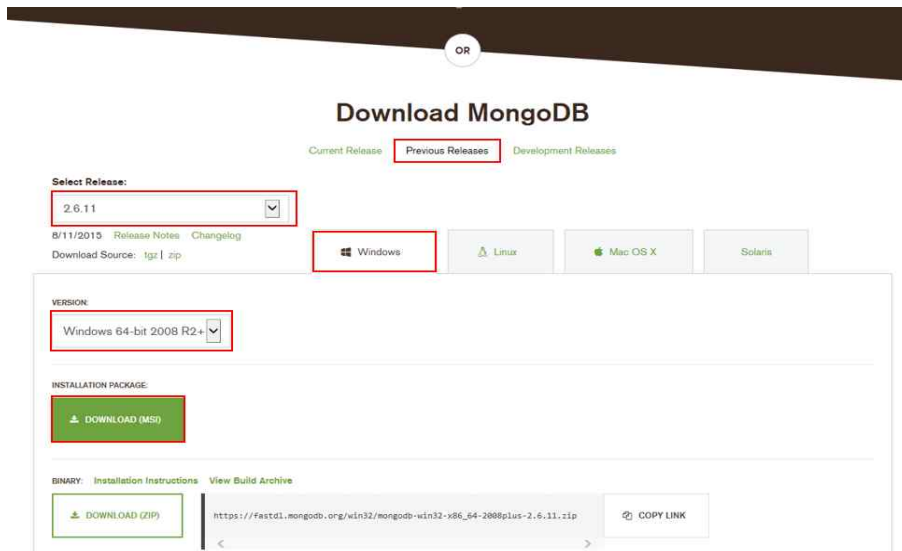 OR
Download MongoDB
Current Release Previous Releases Development Releases
Select Release:
2.6.11
8/11/2015 Release Notes Changelog
Download Source: tgz | zip
Windows Linux Mac OS X Solaris
VERSION:
Windows 64-bit 2008 R2+
INSTALLATION PACKAGE:
DOWNLOAD (MSI)
BINARY: Installation Instructions View Build Archive
DOWNLOAD (ZIP) https://fastdl.mongodb.org/win32/mongodb-win32-x86_64-2008plus-2.6.11.zip COPY LINK